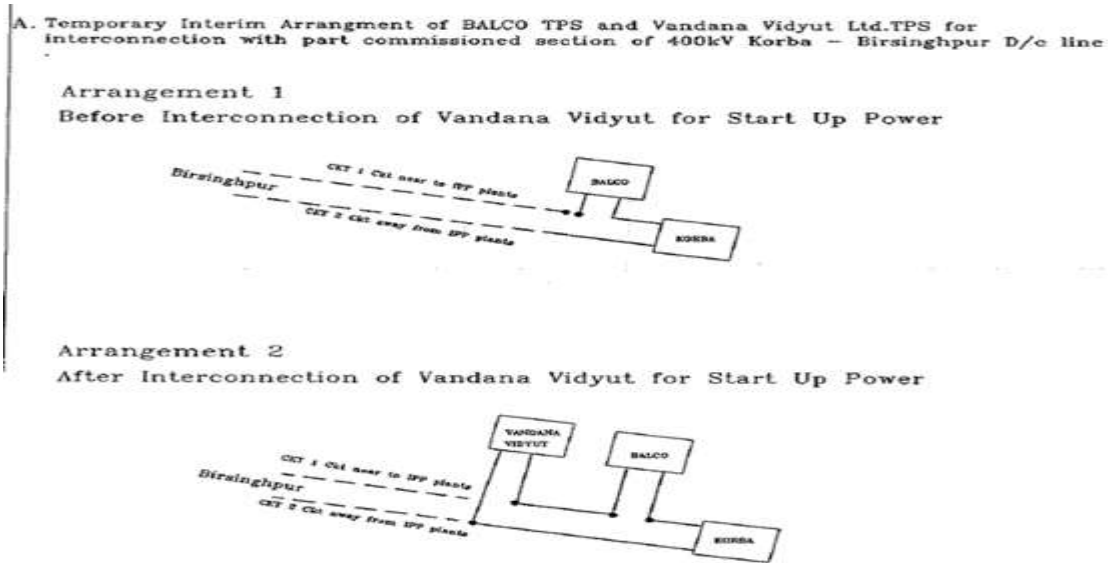 A. Temporary Interim Arrangment of BALCO TPS and Vandana Vidyut Ltd.TPS for
interconnection with part commissioned section of 400kV Korba - Birsinghpur D/c line
Arrangement 1
Before Interconnection of Vandana Vidyut for Start Up Power
Birsinghpur
CKT 1 Ckt near to IPP plants
BALCO
CKT 2 Ckt away from IPP plants
KORBA
Arrangement 2
After Interconnection of Vandana Vidyut for Start Up Power
VANDANA
VIDYUT
BALCO
CKT 1 Ckt near to IPP plants
Birsinghpur
CKT 2 Ckt away from IPP plants
KORBA